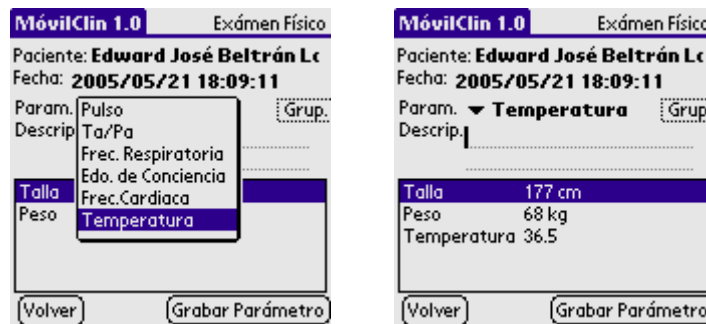 MóvilClin 1.0 Exámen Físico
Paciente: Edward José Beltrán Lc
Fecha: 2005/05/21 18:09:11
Param. Pulso Grup.
Descrip Ta/Pa
Frec. Respiratoria
Edo. de Conciencia
Talla Frec.Cardiaca
Peso Temperatura
Volver Grabar Parámetro
MóvilClin 1.0 Exámen Físico
Paciente: Edward José Beltrán Lc
Fecha: 2005/05/21 18:09:11
Param. Temperatura Grup
Descrip.
Talla 177 cm
Peso 68 kg
Temperatura 36.5
Volver Grabar Parámetro